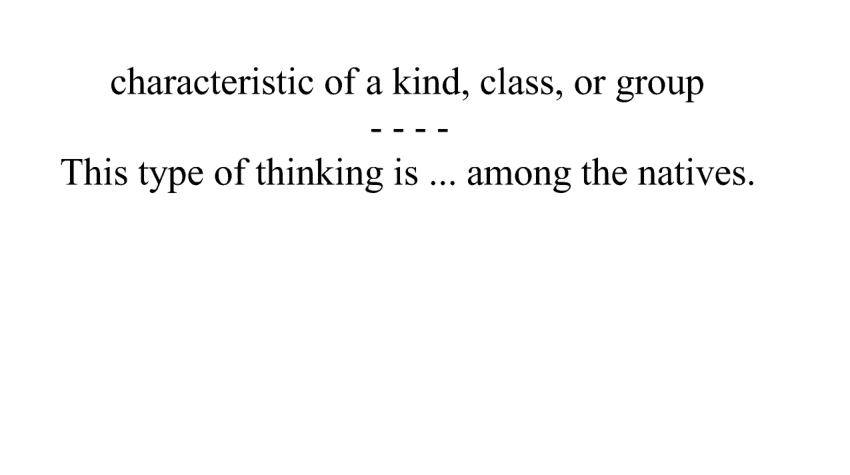 characteristic of a kind, class, or group
- - - -
This type of thinking is ... among the natives.